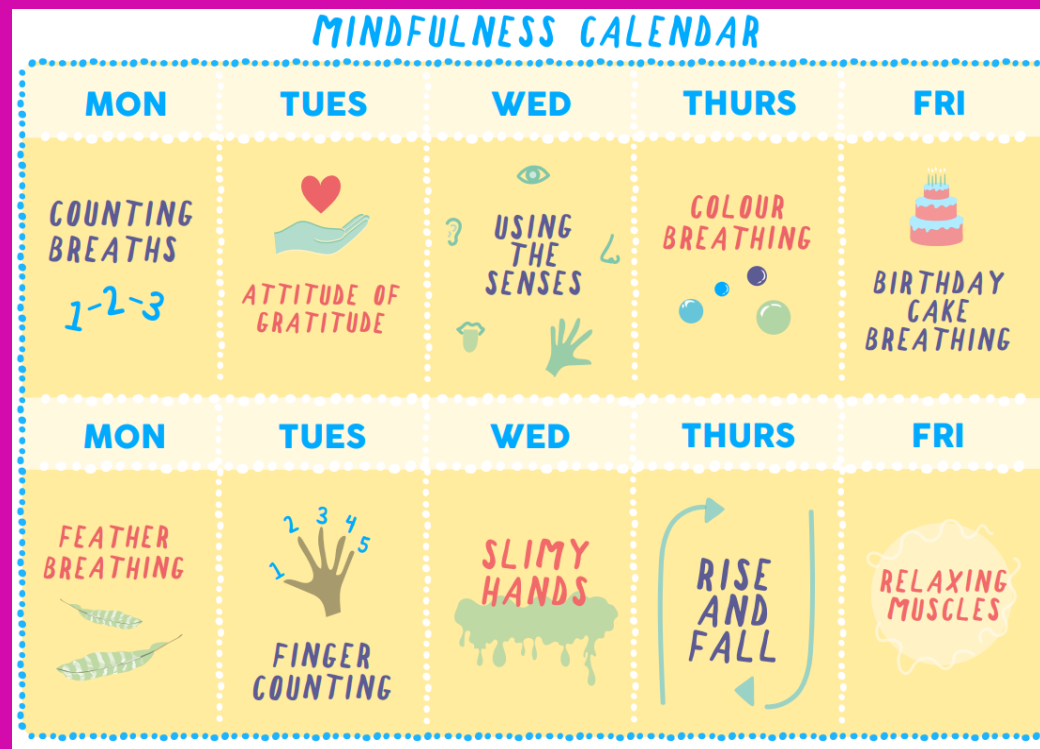 MINDFULNESS CALENDAR
MON TUES WED THURS FRI
COUNTING
BREATHS
1-2-3
ATTITUDE OF
GRATITUDE
USING
THE
SENSES
COLOUR
BREATHING
BIRTHDAY
CAKE
BREATHING
MON TUES WED THURS FRI
FEATHER
BREATHING
1 2 3 4 5
FINGER
COUNTING
SLIMY
HANDS
RISE
AND
FALL
RELAXING
MUSCLES